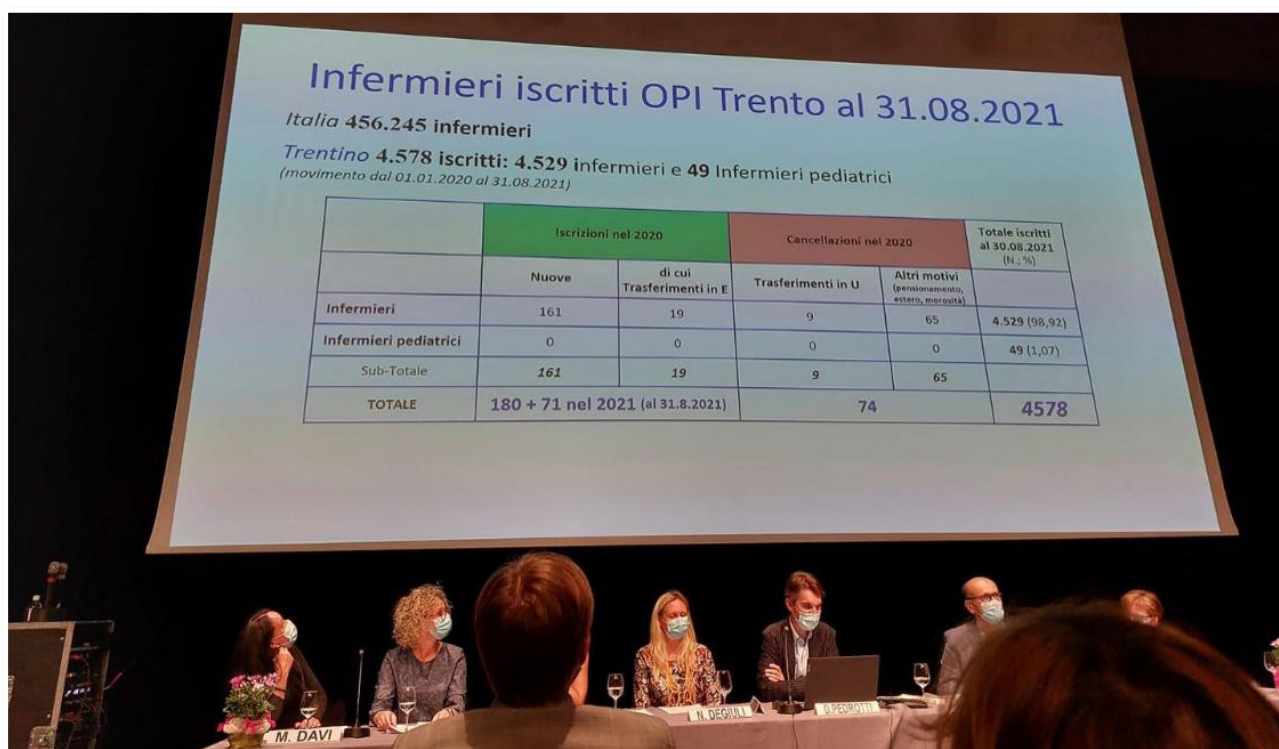 Infermieri iscritti OPI Trento al 31.08.2021
Italia 456.245 infermieri
Trentino 4.578 iscritti: 4.529 infermieri e 49 Infermieri pediatrici
(movimento dal 01.01.2020 al 31.08.2021)
Iscrizioni nel 2020
Cancellazioni nel 2020
Totale iscritti
al 30.08.2021
(N.; %)
Nuove
di cui
Trasferimenti in E
Trasferimenti in U
Altri motivi
(pensionamento,
estero, morosità)
Infermieri 161 19 9 65 4.529 (98,92)
Infermieri pediatrici 0 0 0 0 49 (1,07)
Sub-Totale 161 19 9 65
TOTALE 180 + 71 nel 2021 (al 31.8.2021) 74 4578
M. DAVI
N. DEGIULI
D.PEDROTTI